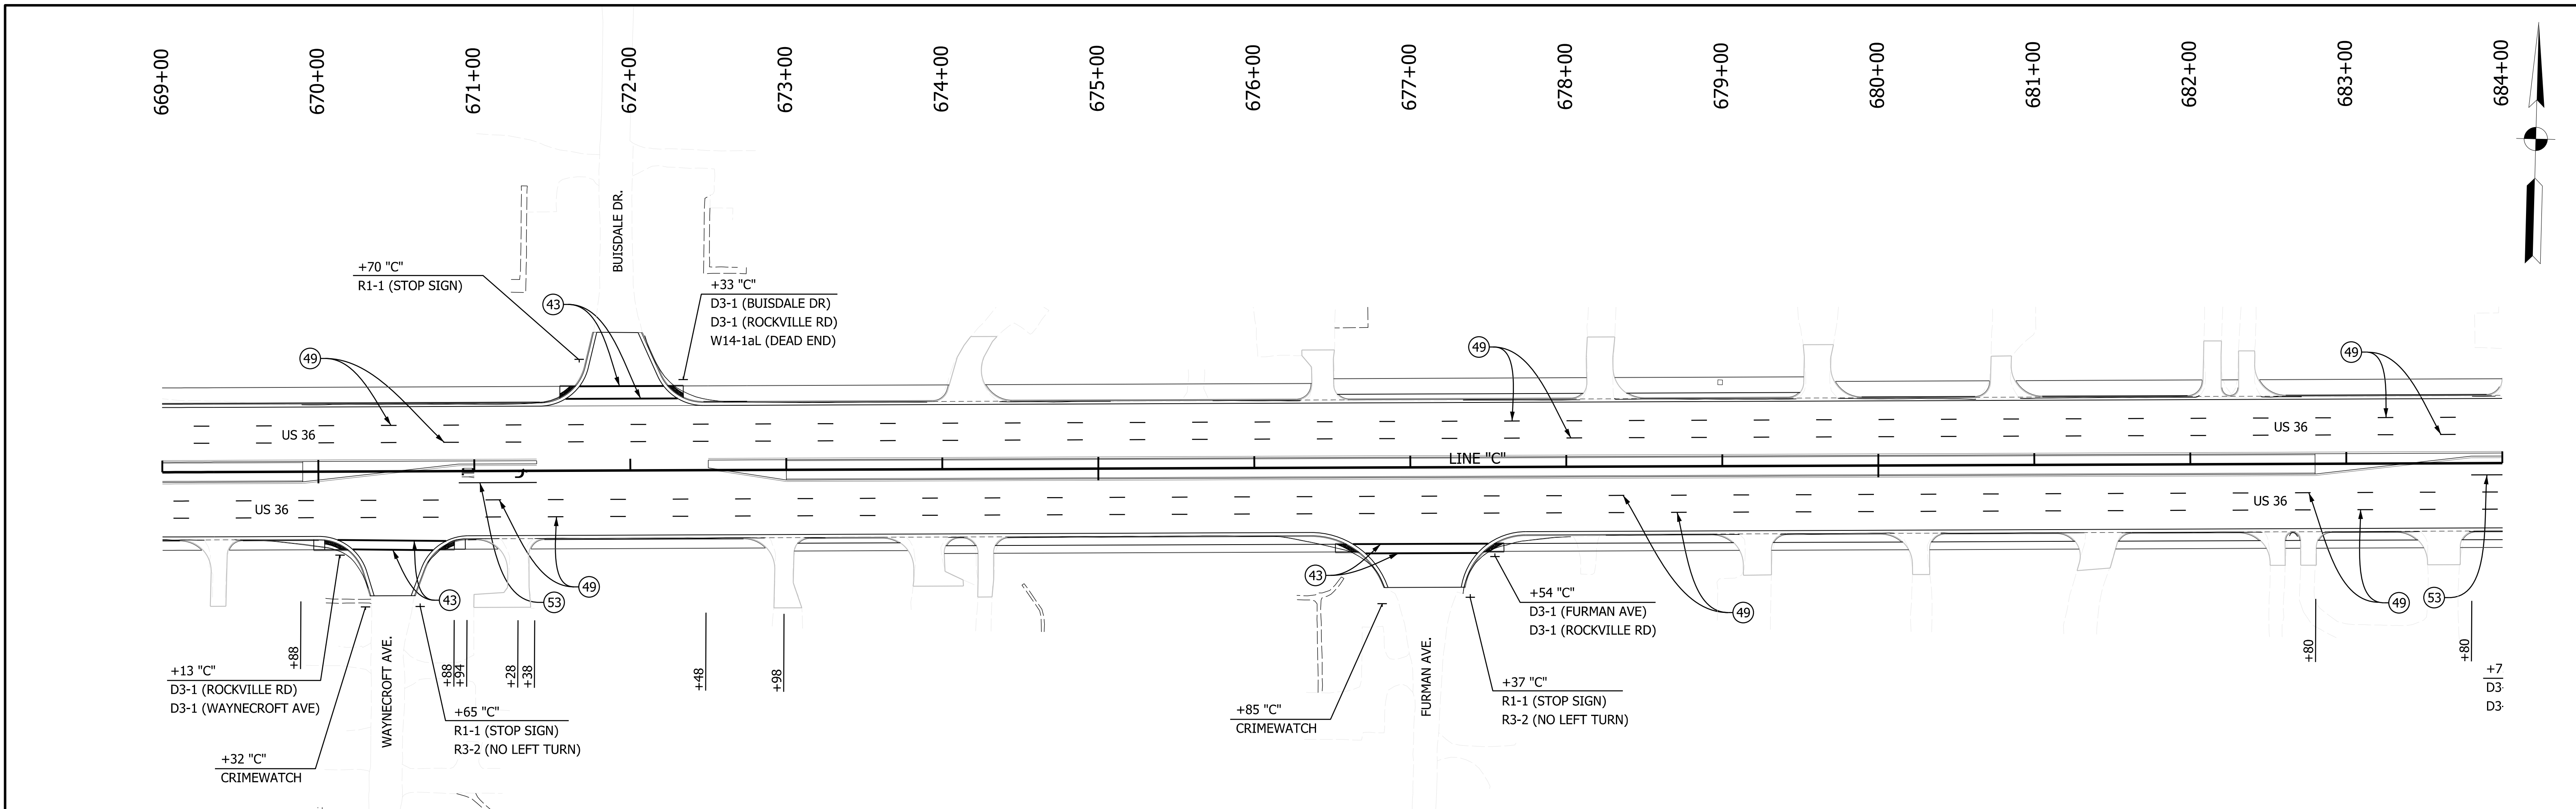 669+00
670+00
671+00
672+00
673+00
674+00
675+00
676+00
677+00
678+00
679+00
680+00
681+00
682+00
683+00
684+00
BUISDALE DR.
+70 "C"
R1-1 (STOP SIGN)
43
+33 "C"
D3-1 (BUISDALE DR)
D3-1 (ROCKVILLE RD)
W14-1aL (DEAD END)
49
49
49
US 36
US 36
LINE "C"
US 36
US 36
43
53
49
43
49
49
53
+13 "C"
D3-1 (ROCKVILLE RD)
D3-1 (WAYNECROFT AVE)
+88
WAYNECROFT AVE.
+88
+94
+28
+38
+48
+98
+32 "C"
CRIMEWATCH
+65 "C"
R1-1 (STOP SIGN)
R3-2 (NO LEFT TURN)
+85 "C"
CRIMEWATCH
FURMAN AVE.
+54 "C"
D3-1 (FURMAN AVE)
D3-1 (ROCKVILLE RD)
+37 "C"
R1-1 (STOP SIGN)
R3-2 (NO LEFT TURN)
+80
+80
+7
D3-
D3-